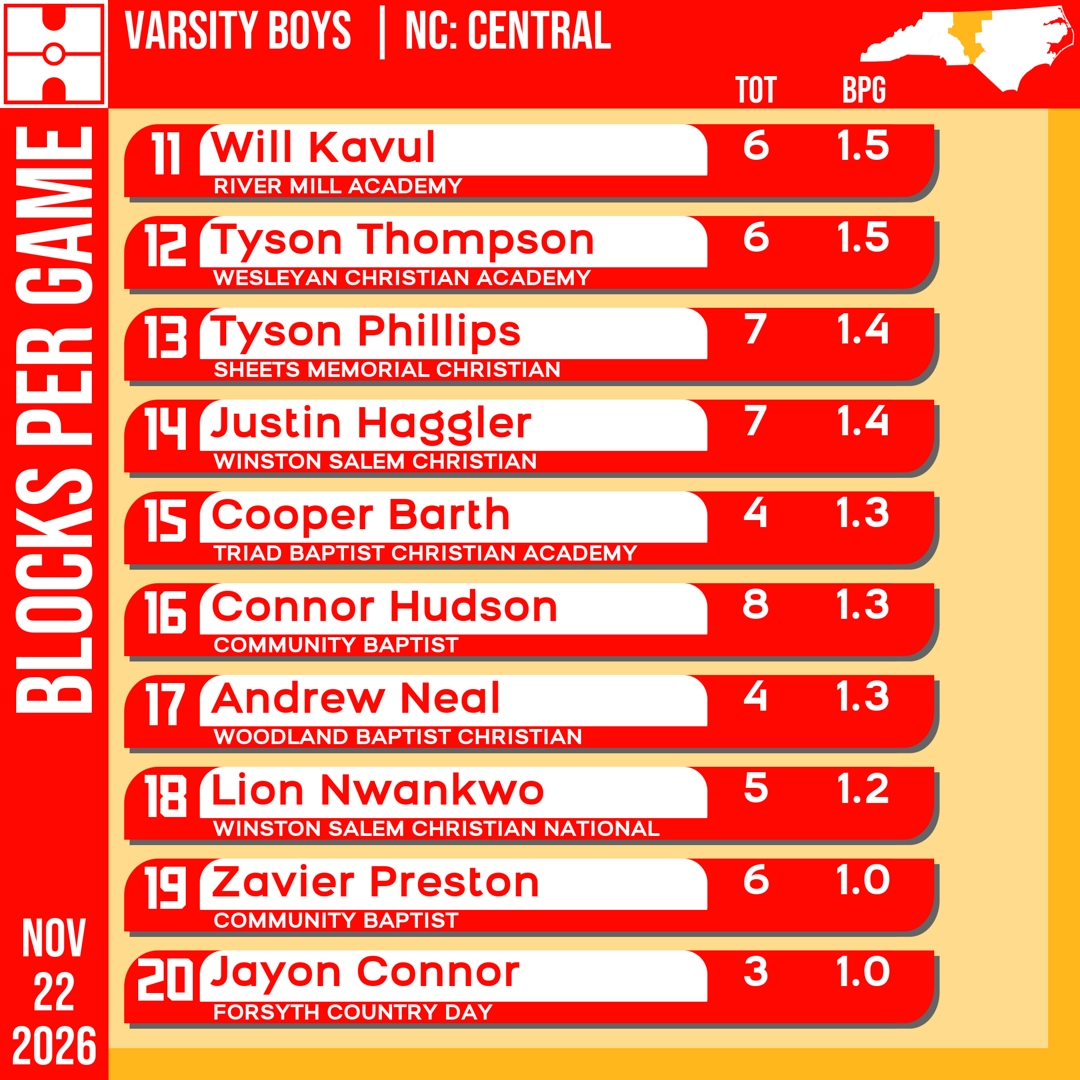 VARSITY BOYS | NC: CENTRAL
TOT BPG
BLOCKS PER GAME
11 Will Kavul 6 1.5
RIVER MILL ACADEMY
12 Tyson Thompson 6 1.5
WESLEYAN CHRISTIAN ACADEMY
13 Tyson Phillips 7 1.4
SHEETS MEMORIAL CHRISTIAN
14 Justin Haggler 7 1.4
WINSTON SALEM CHRISTIAN
15 Cooper Barth 4 1.3
TRIAD BAPTIST CHRISTIAN ACADEMY
16 Connor Hudson 8 1.3
COMMUNITY BAPTIST
17 Andrew Neal 4 1.3
WOODLAND BAPTIST CHRISTIAN
18 Lion Nwankwo 5 1.2
WINSTON SALEM CHRISTIAN NATIONAL
19 Zavier Preston 6 1.0
COMMUNITY BAPTIST
20 Jayon Connor 3 1.0
FORSYTH COUNTRY DAY
NOV
22
2026